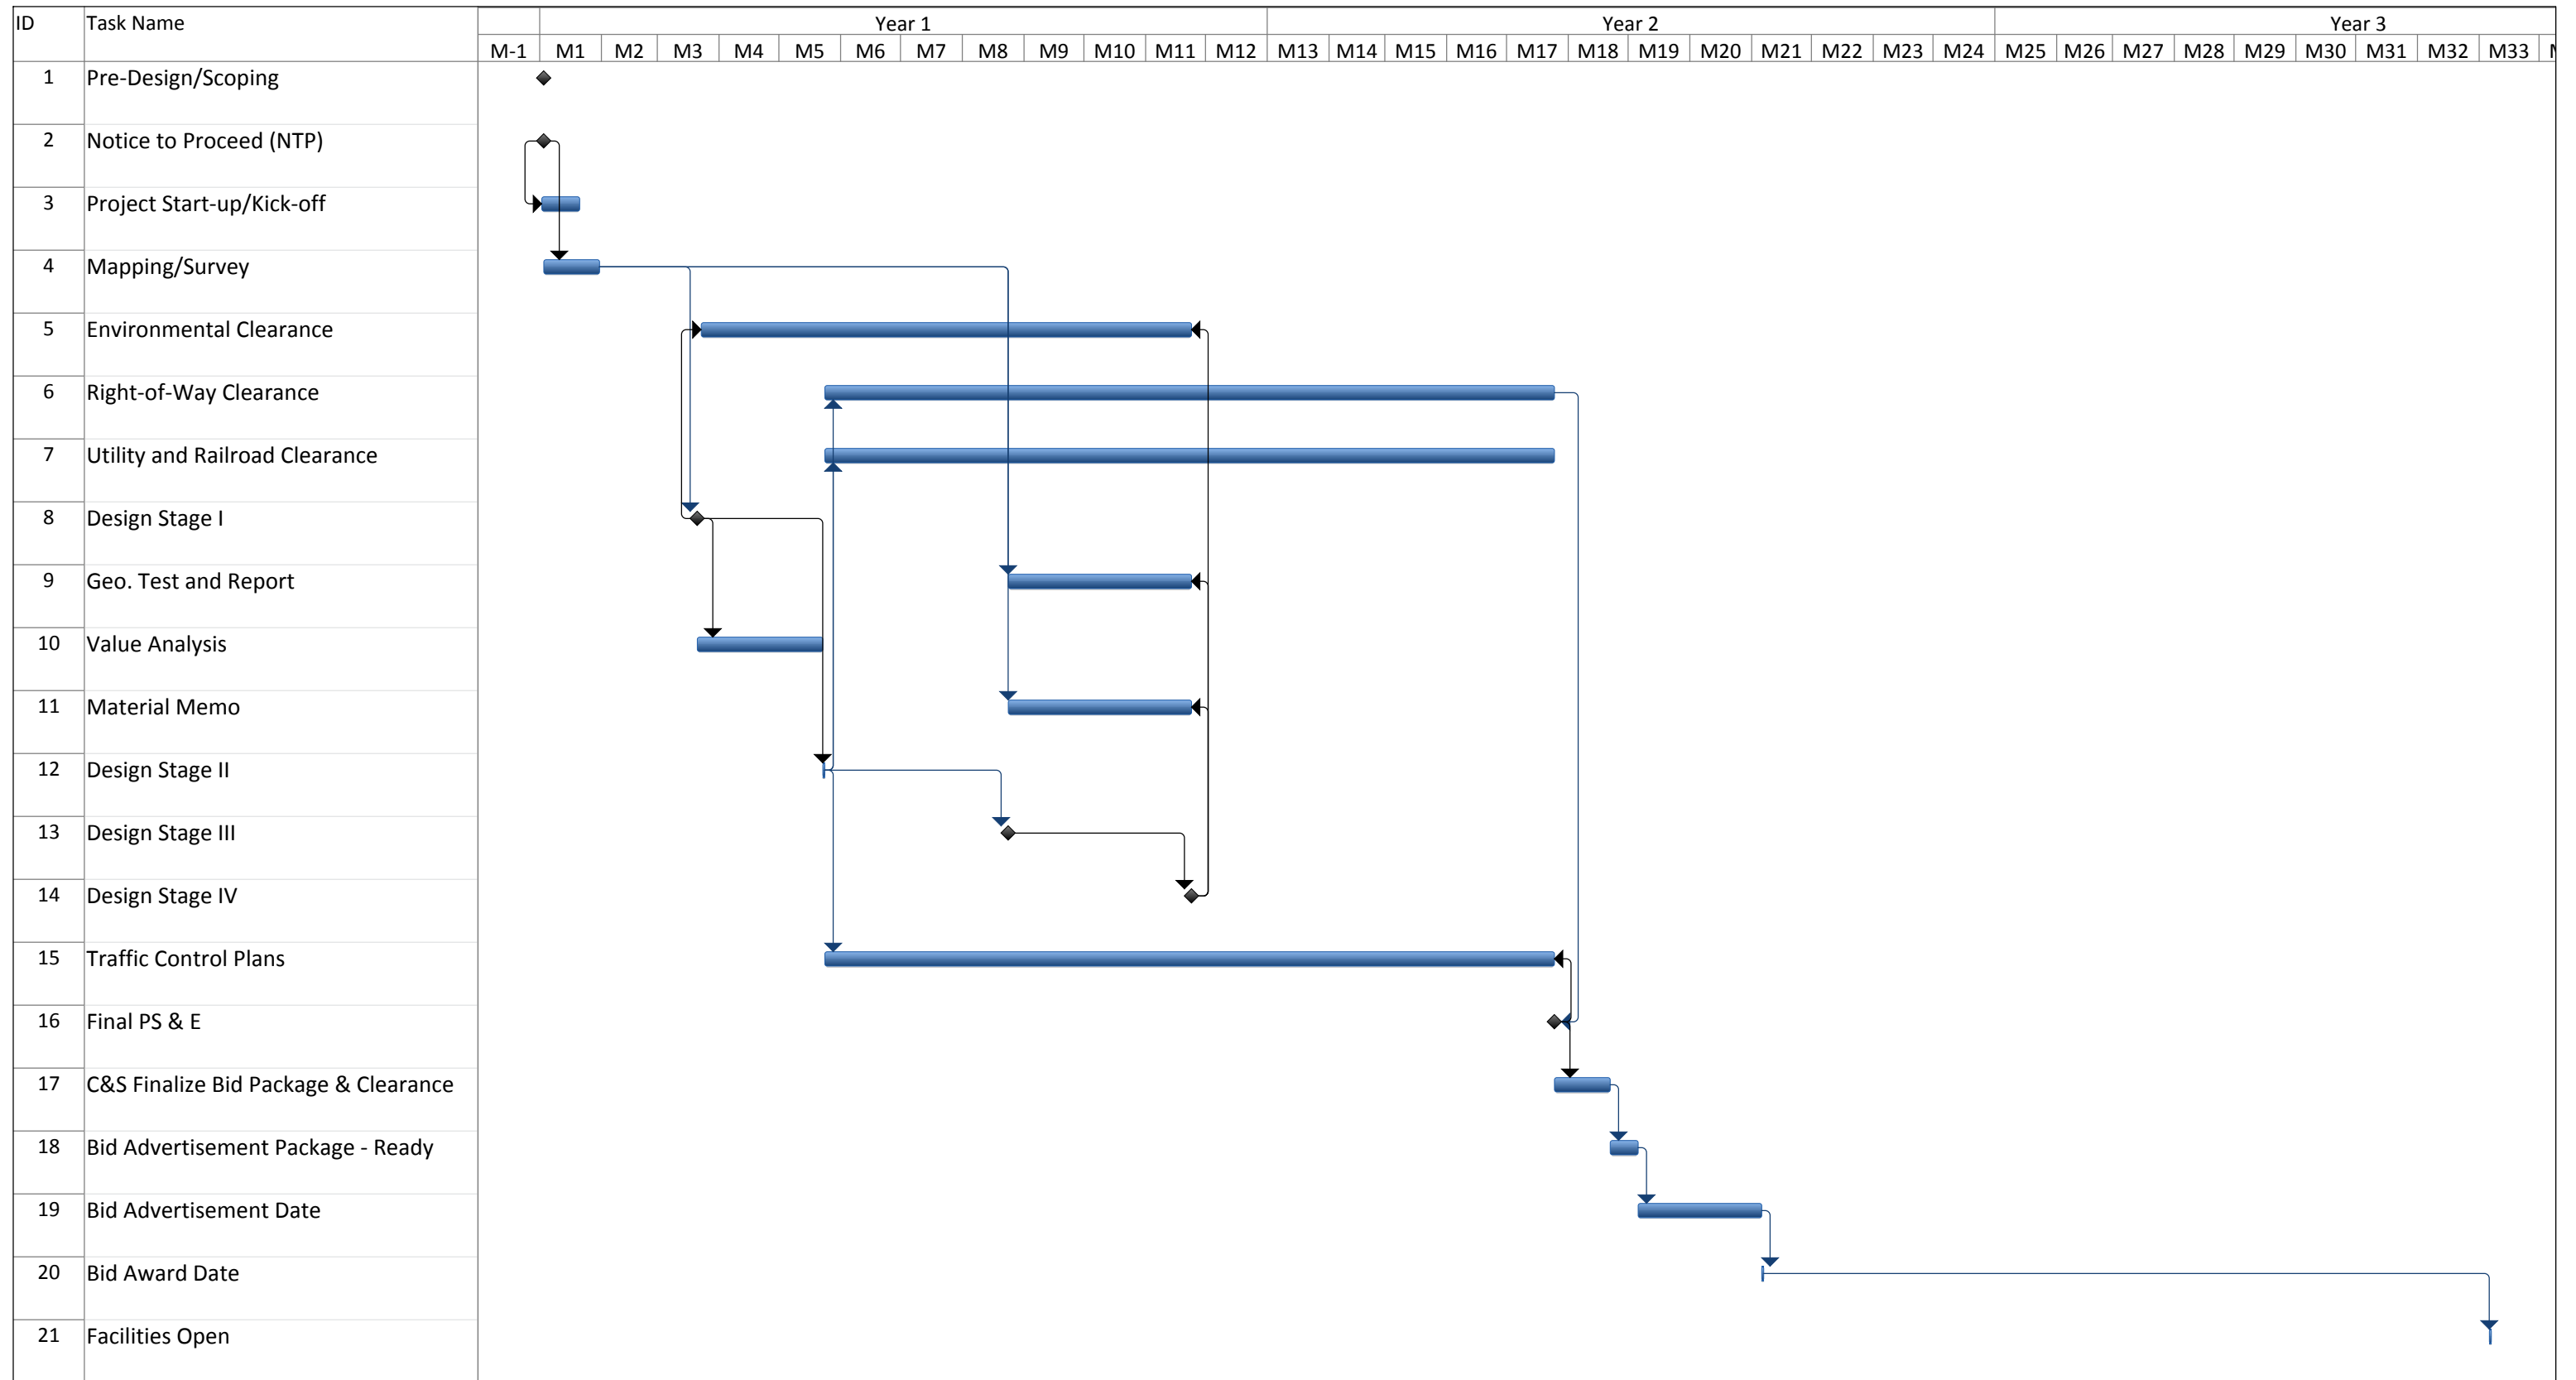 ID Task Name Year 1 Year 2 Year 3
M-1 M1 M2 M3 M4 M5 M6 M7 M8 M9 M10 M11 M12 M13 M14 M15 M16 M17 M18 M19 M20 M21 M22 M23 M24 M25 M26 M27 M28 M29 M30 M31 M32 M33
1 Pre-Design/Scoping
2 Notice to Proceed (NTP)
3 Project Start-up/Kick-off
4 Mapping/Survey
5 Environmental Clearance
6 Right-of-Way Clearance
7 Utility and Railroad Clearance
8 Design Stage I
9 Geo. Test and Report
10 Value Analysis
11 Material Memo
12 Design Stage II
13 Design Stage III
14 Design Stage IV
15 Traffic Control Plans
16 Final PS & E
17 C&S Finalize Bid Package & Clearance
18 Bid Advertisement Package - Ready
19 Bid Advertisement Date
20 Bid Award Date
21 Facilities Open